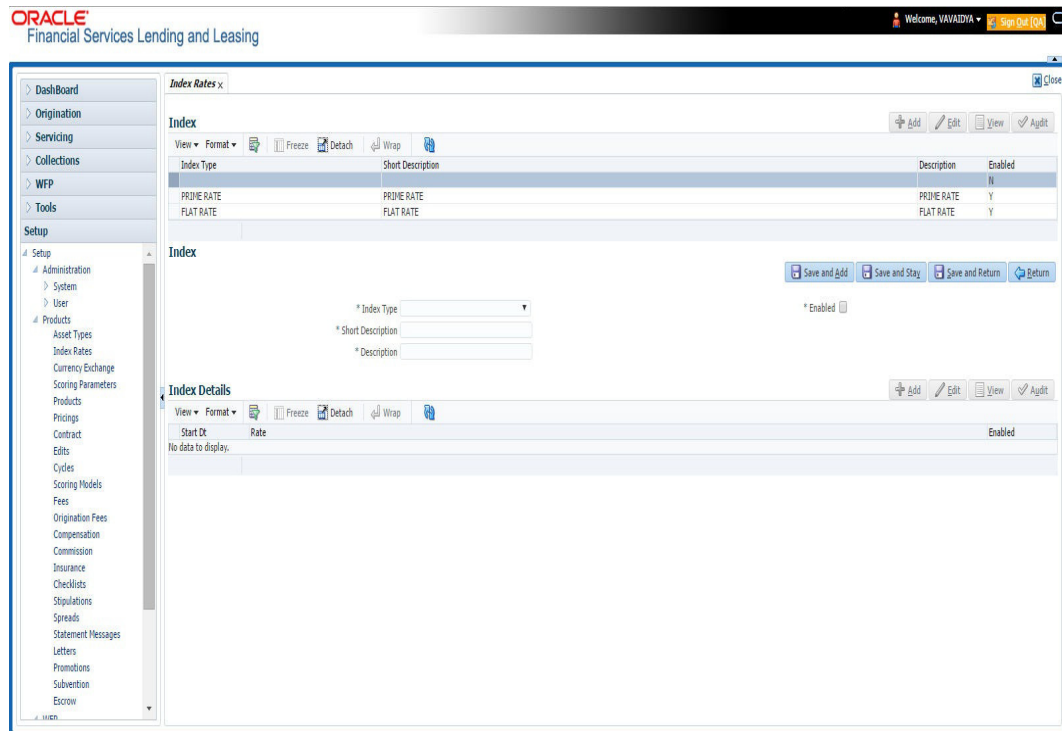 ORACLE'
Financial Services Lending and Leasing
Welcome, VAVAIDYA
Sign Out [QA]
DashBoard
Origination
Servicing
Collections
WFP
Tools
Setup
Setup
Administration
System
User
Products
Asset Types
Index Rates
Currency Exchange
Scoring Parameters
Products
Pricings
Contract
Edits
Cycles
Scoring Models
Fees
Origination Fees
Compensation
Commission
Insurance
Checklists
Stipulations
Spreads
Statement Messages
Letters
Promotions
Subvention
Escrow
WFP
Index Rates x
Close
Index
Add Edit View Audit
View Format Freeze Detach Wrap
Index Type Short Description Description Enabled
N
PRIME RATE PRIME RATE PRIME RATE Y
FLAT RATE FLAT RATE FLAT RATE Y
Index
Save and Add Save and Stay Save and Return Return
* Index Type
* Enabled
* Short Description
* Description
Index Details
Add Edit View Audit
View Format Freeze Detach Wrap
Start Dt Rate Enabled
No data to display.